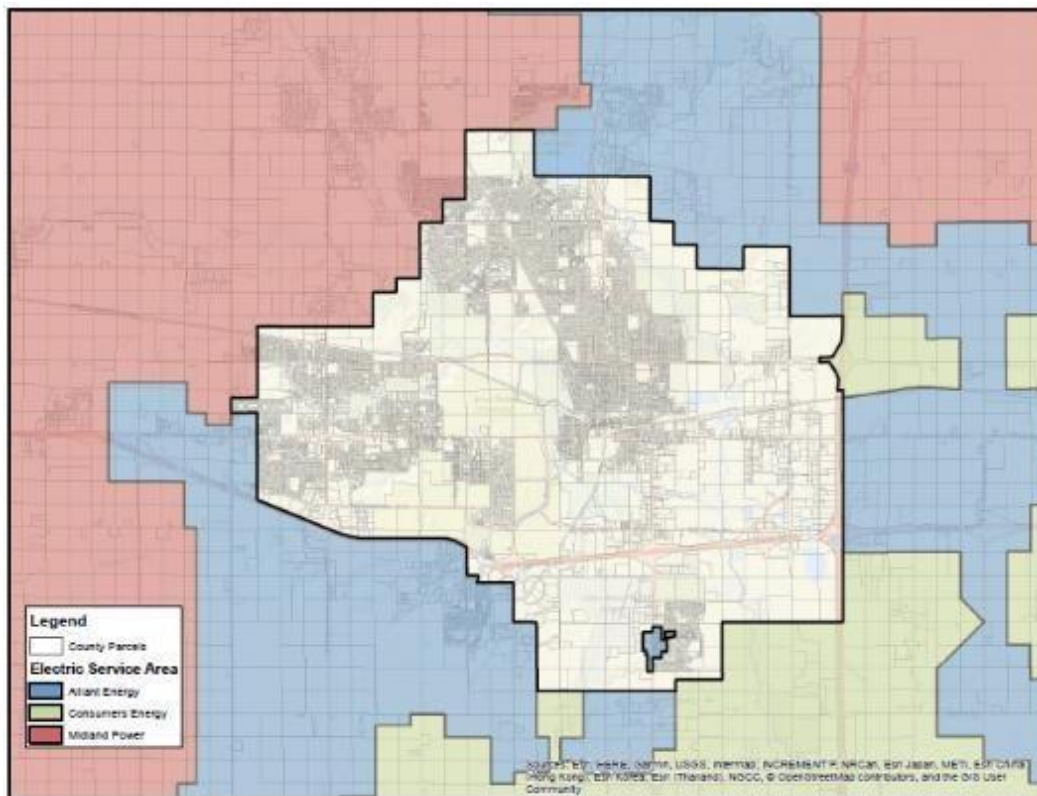 Legend
County Parcels
Electric Service Area
Alliant Energy
Consumers Energy
Midland Power
Sources: Esri, HERE, Garmin, USGS, Intermap, INCREMENT P, NRCan, Esri Japan, METI, Esri China
(Hong Kong), Esri Korea, Esri (Thailand), NGCC, © OpenStreetMap contributors, and the GIS User
Community